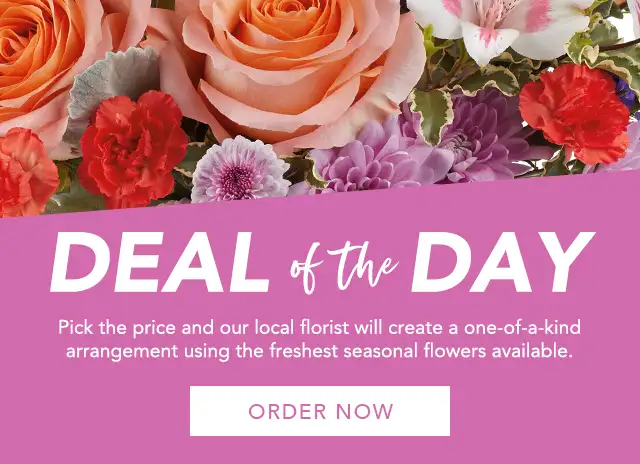 DEAL of the DAY
Pick the price and our local florist will create a one-of-a-kind
arrangement using the freshest seasonal flowers available.
ORDER NOW